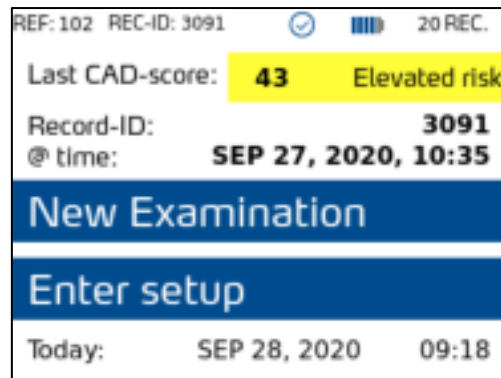 REF: 102 REC-ID: 3091 20 REC.
Last CAD-score: 43 Elevated risk
Record-ID: 3091
@ time: SEP 27, 2020, 10:35
New Examination
Enter setup
Today: SEP 28, 2020 09:18